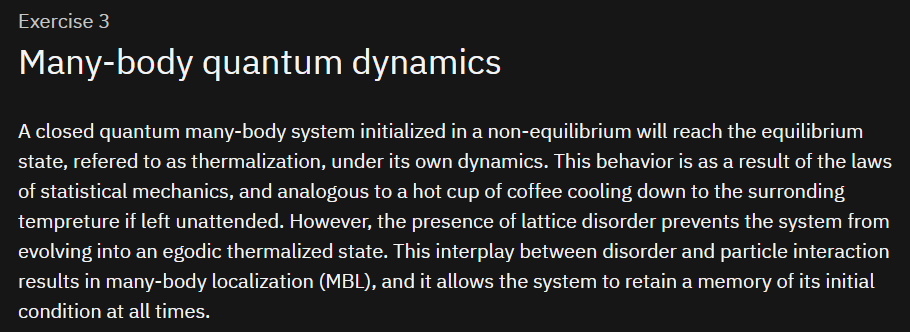 Exercise 3
Many-body quantum dynamics
A closed quantum many-body system initialized in a non-equilibrium will reach the equilibrium
state, refered to as thermalization, under its own dynamics. This behavior is as a result of the laws
of statistical mechanics, and analogous to a hot cup of coffee cooling down to the surronding
tempreture if left unattended. However, the presence of lattice disorder prevents the system from
evolving into an egodic thermalized state. This interplay between disorder and particle interaction
results in many-body localization (MBL), and it allows the system to retain a memory of its initial
condition at all times.